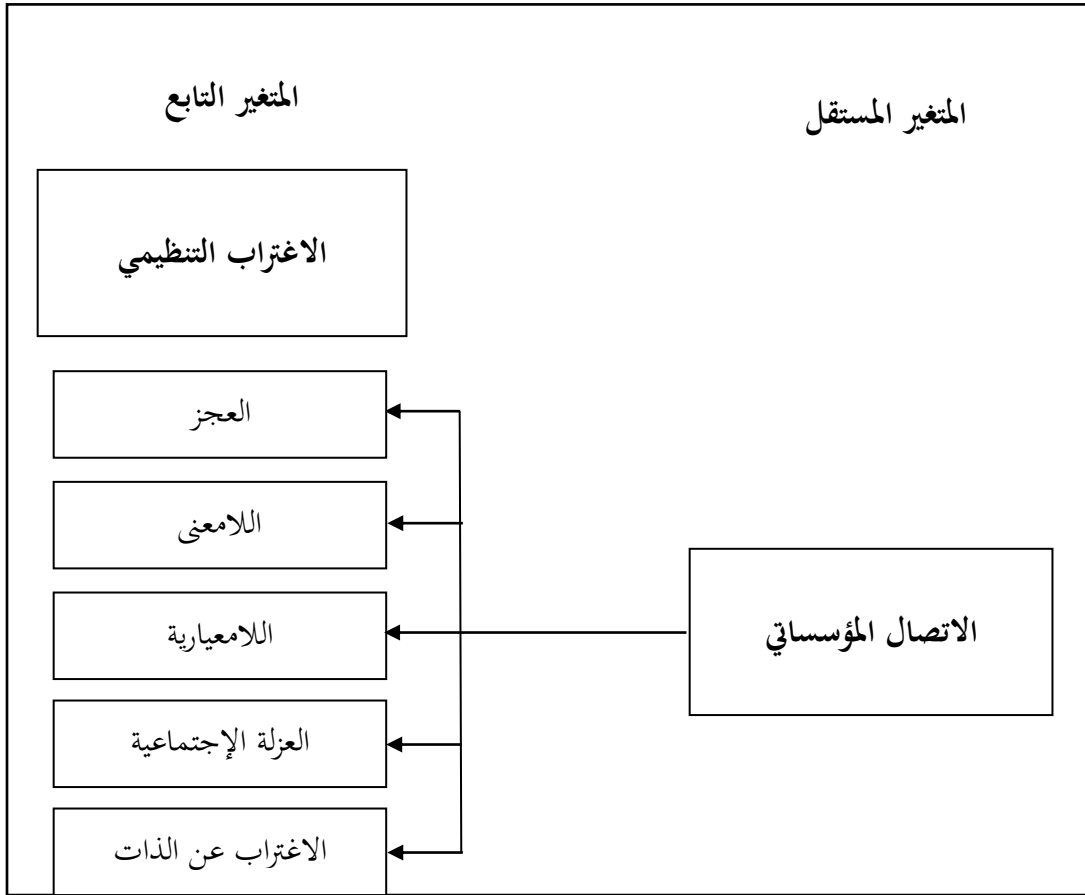 المتغير المستقل
المتغير التابع
الاغتراب التنظيمي
العجز
اللامعنى
اللامعيارية
العزلة الإجتماعية
الاغتراب عن الذات
الاتصال المؤسساتي